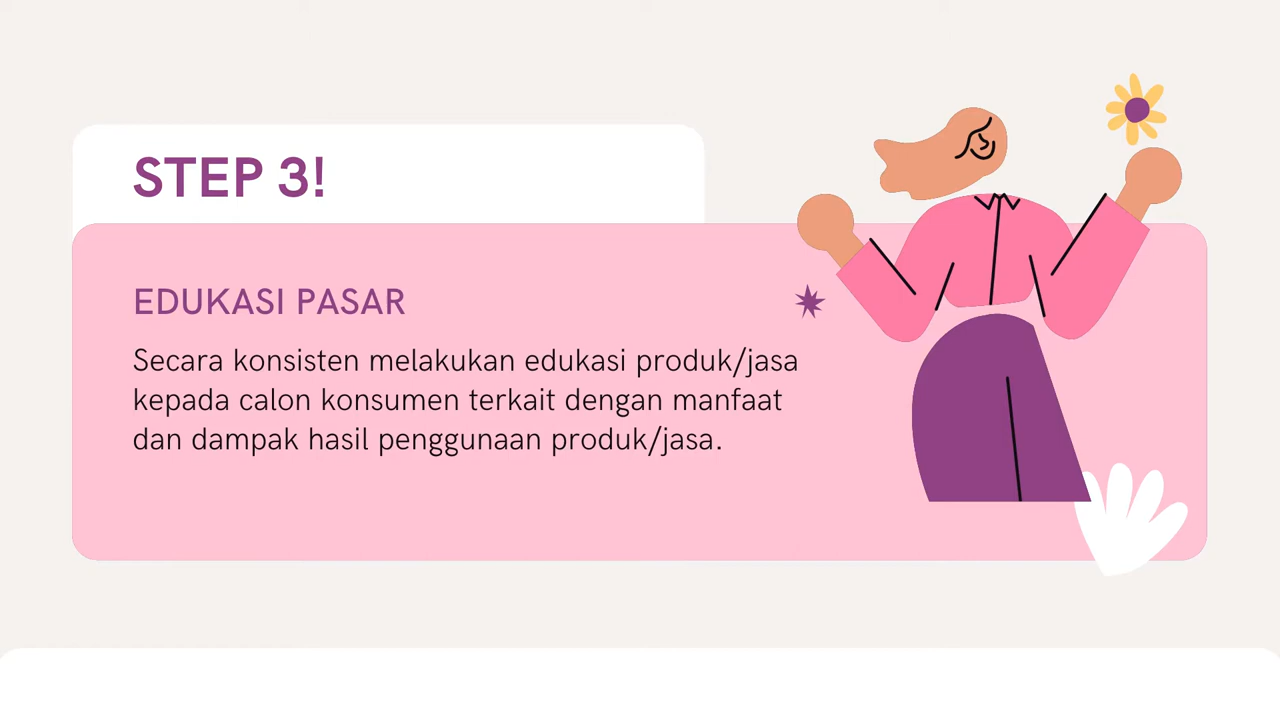 STEP 3!
EDUKASI PASAR
Secara konsisten melakukan edukasi produk/jasa
kepada calon konsumen terkait dengan manfaat
dan dampak hasil penggunaan produk/jasa.